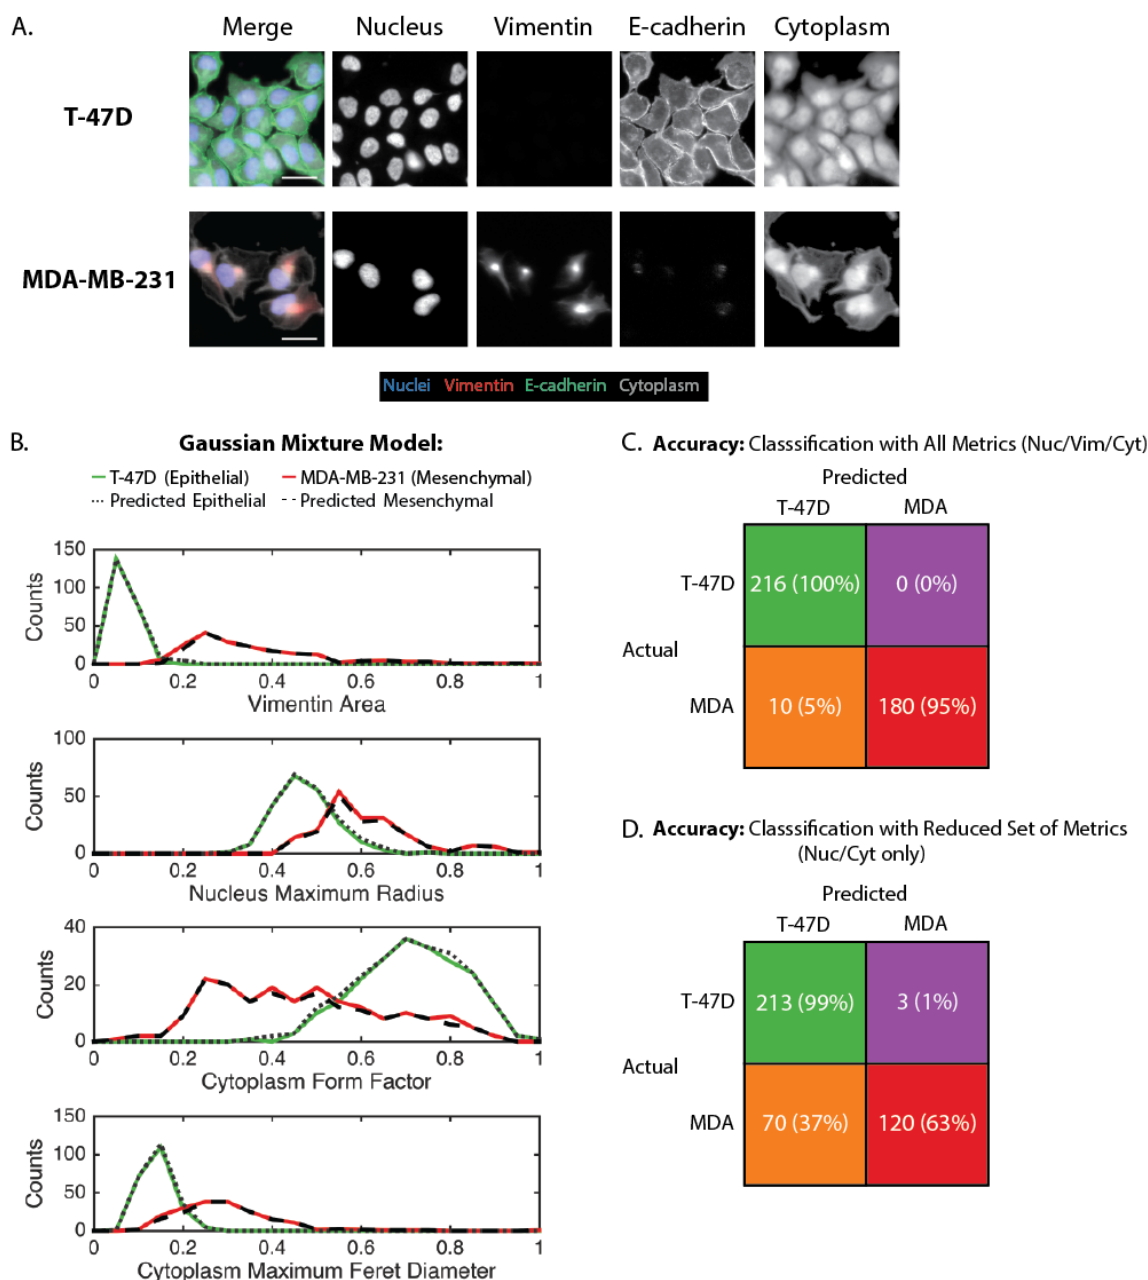 A.
Merge Nucleus Vimentin E-cadherin Cytoplasm
T-47D
MDA-MB-231
Nuclei Vimentin E-cadherin Cytoplasm
B.
Gaussian Mixture Model:
T-47D (Epithelial) MDA-MB-231 (Mesenchymal)
Predicted Epithelial Predicted Mesenchymal
150
100
50
0
Counts
0 0.2 0.4 0.6 0.8 1
Vimentin Area
100
50
0
Counts
0 0.2 0.4 0.6 0.8 1
Nucleus Maximum Radius
40
20
0
Counts
0 0.2 0.4 0.6 0.8 1
Cytoplasm Form Factor
150
100
50
0
Counts
0 0.2 0.4 0.6 0.8 1
Cytoplasm Maximum Feret Diameter
C. Accuracy: Classsification with All Metrics (Nuc/Vim/Cyt)
Predicted
T-47D MDA
T-47D 216 (100%) 0 (0%)
Actual
MDA 10 (5%) 180 (95%)
D. Accuracy: Classsification with Reduced Set of Metrics
(Nuc/Cyt only)
Predicted
T-47D MDA
T-47D 213 (99%) 3 (1%)
Actual
MDA 70 (37%) 120 (63%)